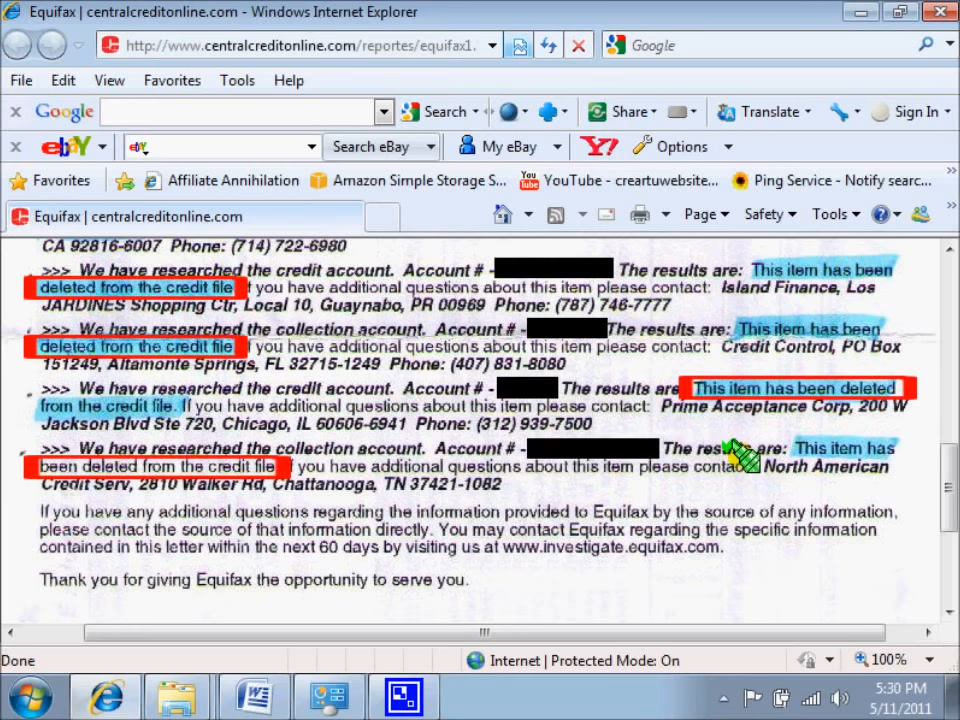 Equifax | centralcreditonline.com - Windows Internet Explorer
http://www.centralcreditonline.com/reportes/equifax1. Google
File Edit View Favorites Tools Help
x Google Search Share Translate Sign In
x ebY ebY Search eBay My eBay Y! Options
Favorites Affiliate Annihilation Amazon Simple Storage S... You Tube YouTube - creartuwebsite... Ping Service - Notify searc...
Equifax | centralcreditonline.com Page Safety Tools
CA 92816-6007 Phone: (714) 722-6980
>>> We have researched the credit account. Account # - The results are: This item has been
deleted from the credit file. If you have additional questions about this item please contact: Island Finance, Los
JARDINES Shopping Ctr, Local 10, Guaynabo, PR 00969 Phone: (787) 746-7777
>>> We have researched the collection account. Account # - The results are: This item has been
deleted from the credit file. If you have additional questions about this item please contact: Credit Control, PO Box
151249, Altamonte Springs, FL 32715-1249 Phone: (407) 831-8080
>>> We have researched the credit account. Account # - The results are This item has been deleted
from the credit file. If you have additional questions about this item please contact: Prime Acceptance Corp, 200 W
Jackson Blvd Ste 720, Chicago, IL 60606-6941 Phone: (312) 939-7500
>>> We have researched the collection account. Account # - The results are: This item has
been deleted from the credit file. If you have additional questions about this item please contact: North American
Credit Serv, 2810 Walker Rd, Chattanooga, TN 37421-1082
If you have any additional questions regarding the information provided to Equifax by the source of any information,
please contact the source of that information directly. You may contact Equifax regarding the specific information
contained in this letter within the next 60 days by visiting us at www.investigate.equifax.com.
Thank you for giving Equifax the opportunity to serve you.
Done Internet | Protected Mode: On 100%
5:30 PM
5/11/2011